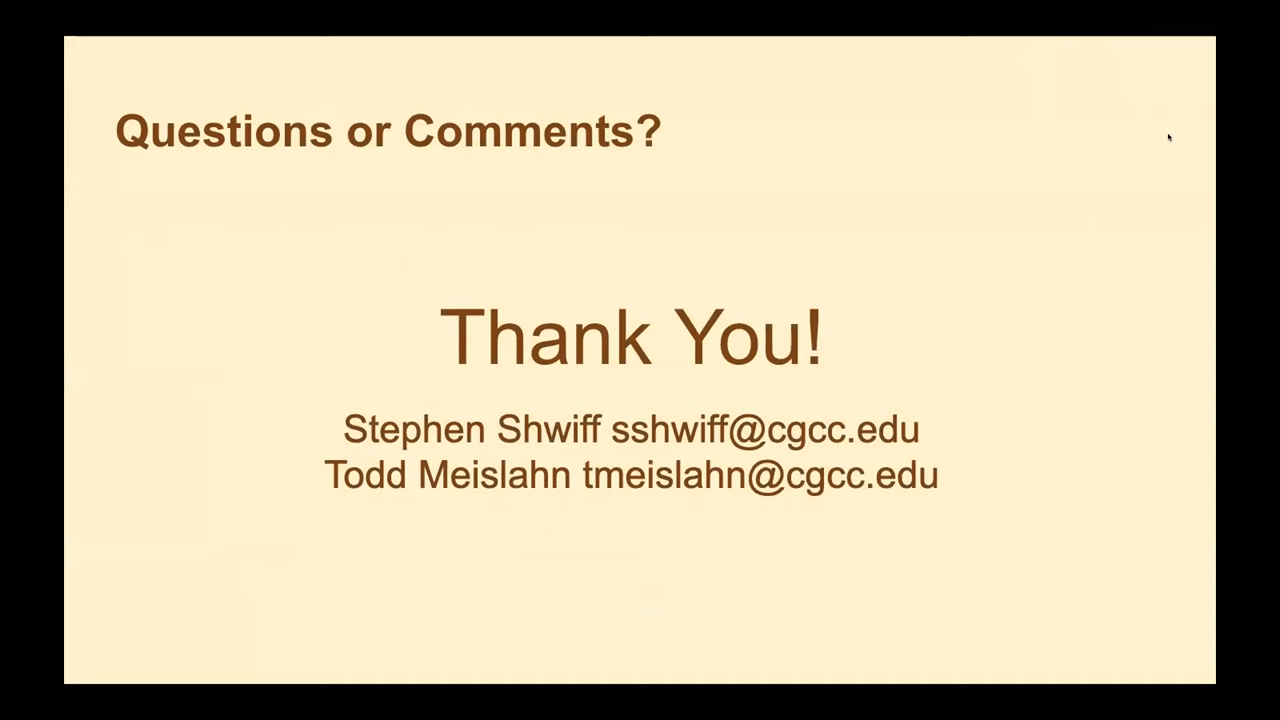 Questions or Comments?
Thank You!
Stephen Shwiff sshwiff@cgcc.edu
Todd Meislahn tmeislahn@cgcc.edu